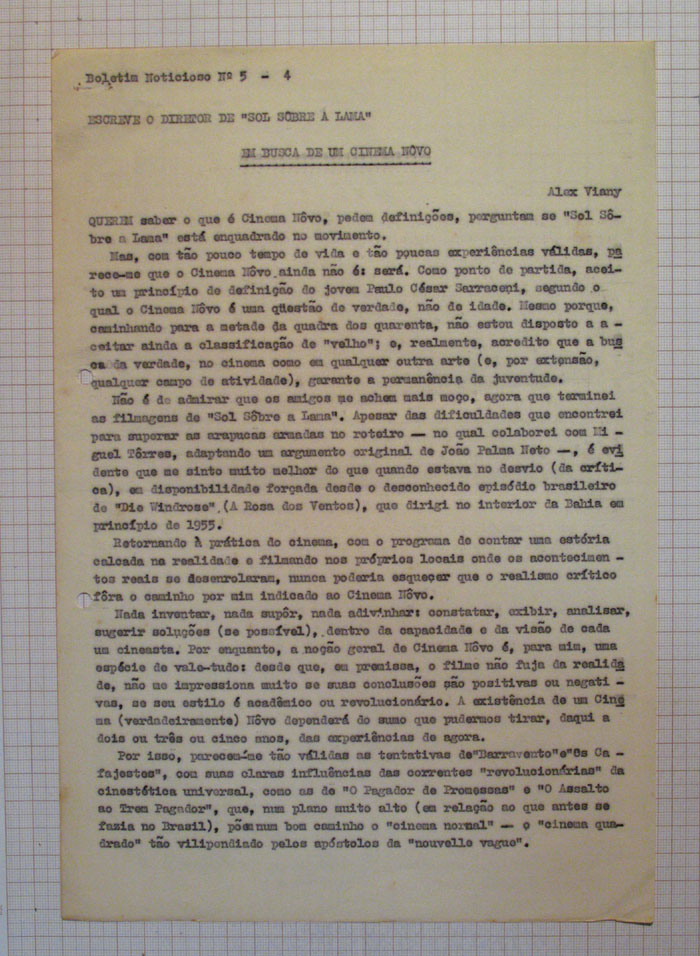 Boletim Noticioso Nº 5 - 4
ESCREVE O DIRETOR DE "SOL SÔBRE A LAMA"
EM BUSCA DE UM CINEMA NÔVO
Alex Viany
QUEREM saber o que é Cinema Nôvo, pedem definições, perguntam se "Sol Sô-
bre a Lama" está enquadrado no movimento.
Mas, com tão pouco tempo de vida e tão poucas experiências válidas, pa
rece-me que o Cinema Nôvo ainda não é: será. Como ponto de partida, acei-
to um princípio de definição do jovem Paulo César Sarraceni, segundo o
qual o Cinema Nôvo é uma qüestão de verdade, não de idade. Mesmo porque,
caminhando para a metade da quadra dos quarenta, não estou disposto a a -
ceitar ainda a classificação de "velho"; e, realmente, acredito que a bus
ca da verdade, no cinema como em qualquer outra arte (e, por extensão,
qualquer campo de atividade), garante a permanência da juventude.
Não é de admirar que os amigos me achem mais moço, agora que terminei
as filmagens de "Sol Sôbre a Lama". Apesar das dificuldades que encontrei
para superar as arapucas armadas no roteiro — no qual colaborei com Mi -
guel Tôrres, adaptando um argumento original de João Palma Neto —, é evi
dente que me sinto muito melhor do que quando estava no desvio (da críti-
ca), em disponibilidade forçada desde o desconhecido episódio brasileiro
de "Die Windrose" (A Rosa dos Ventos), que dirigi no interior da Bahia em
princípio de 1955.
Retornando à prática do cinema, com o programa de contar uma estória
calcada na realidade e filmando nos próprios locais onde os acontecimen -
tos reais se desenrolaram, nunca poderia esquecer que o realismo crítico
fôra o caminho por mim indicado ao Cinema Nôvo.
Nada inventar, nada supôr, nada adivinhar: constatar, exibir, analisar,
sugerir soluções (se possível), dentro da capacidade e da visão de cada
um cineasta. Por enquanto, a noção geral de Cinema Nôvo é, para mim, uma
espécie de vale-tudo: desde que, em premissa, o filme não fuja da realida
de, não me impressiona muito se suas conclusões são positivas ou negati -
vas, se seu estilo é acadêmico ou revolucionário. A existência de um Cine
ma (verdadeiramente) Nôvo dependerá do sumo que pudermos tirar, daqui a
dois ou três ou cinco anos, das experiências de agora.
Por isso, parecem-me tão válidas as tentativas de"Barravento"e"Os Ca -
fajestes", com suas claras influências das correntes "revolucionárias" da
cinestética universal, como as de "O Pagador de Promessas" e "O Assalto
ao Trem Pagador", que, num plano muito alto (em relação ao que antes se
fazia no Brasil), põem num bom caminho o "cinema normal" — o "cinema qua-
drado" tão vilipendiado pelos apóstolos da "nouvelle vague".